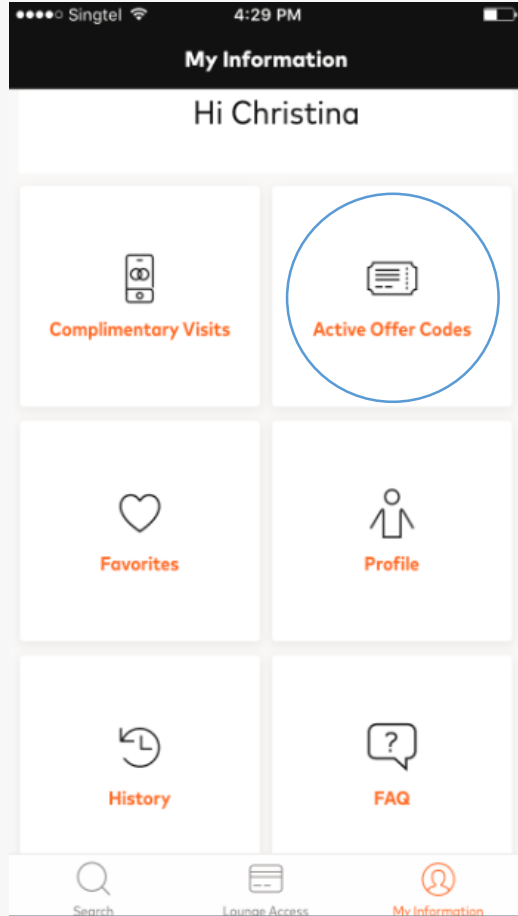 Singtel 4:29 PM
My Information
Hi Christina
Complimentary Visits
Active Offer Codes
Favorites
Profile
History
?
FAQ
Search
Lounge Access
My Information